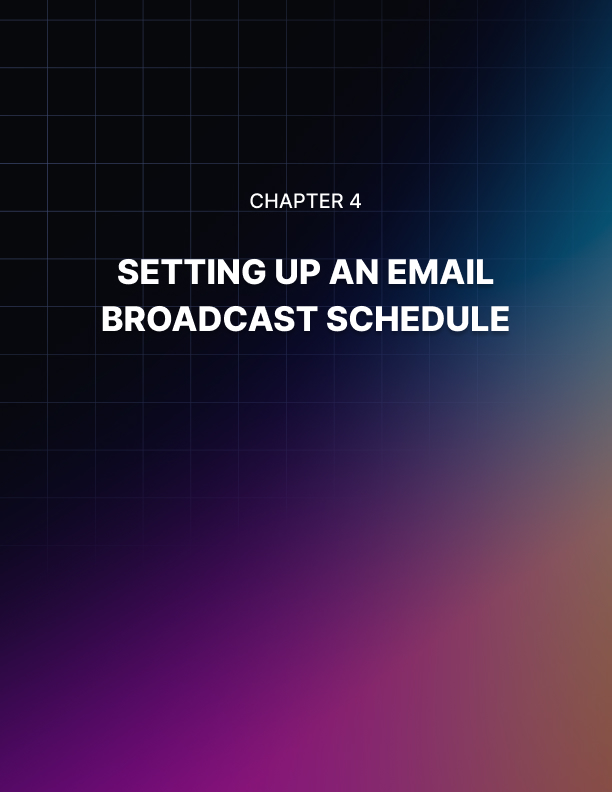 CHAPTER 4
SETTING UP AN EMAIL
BROADCAST SCHEDULE